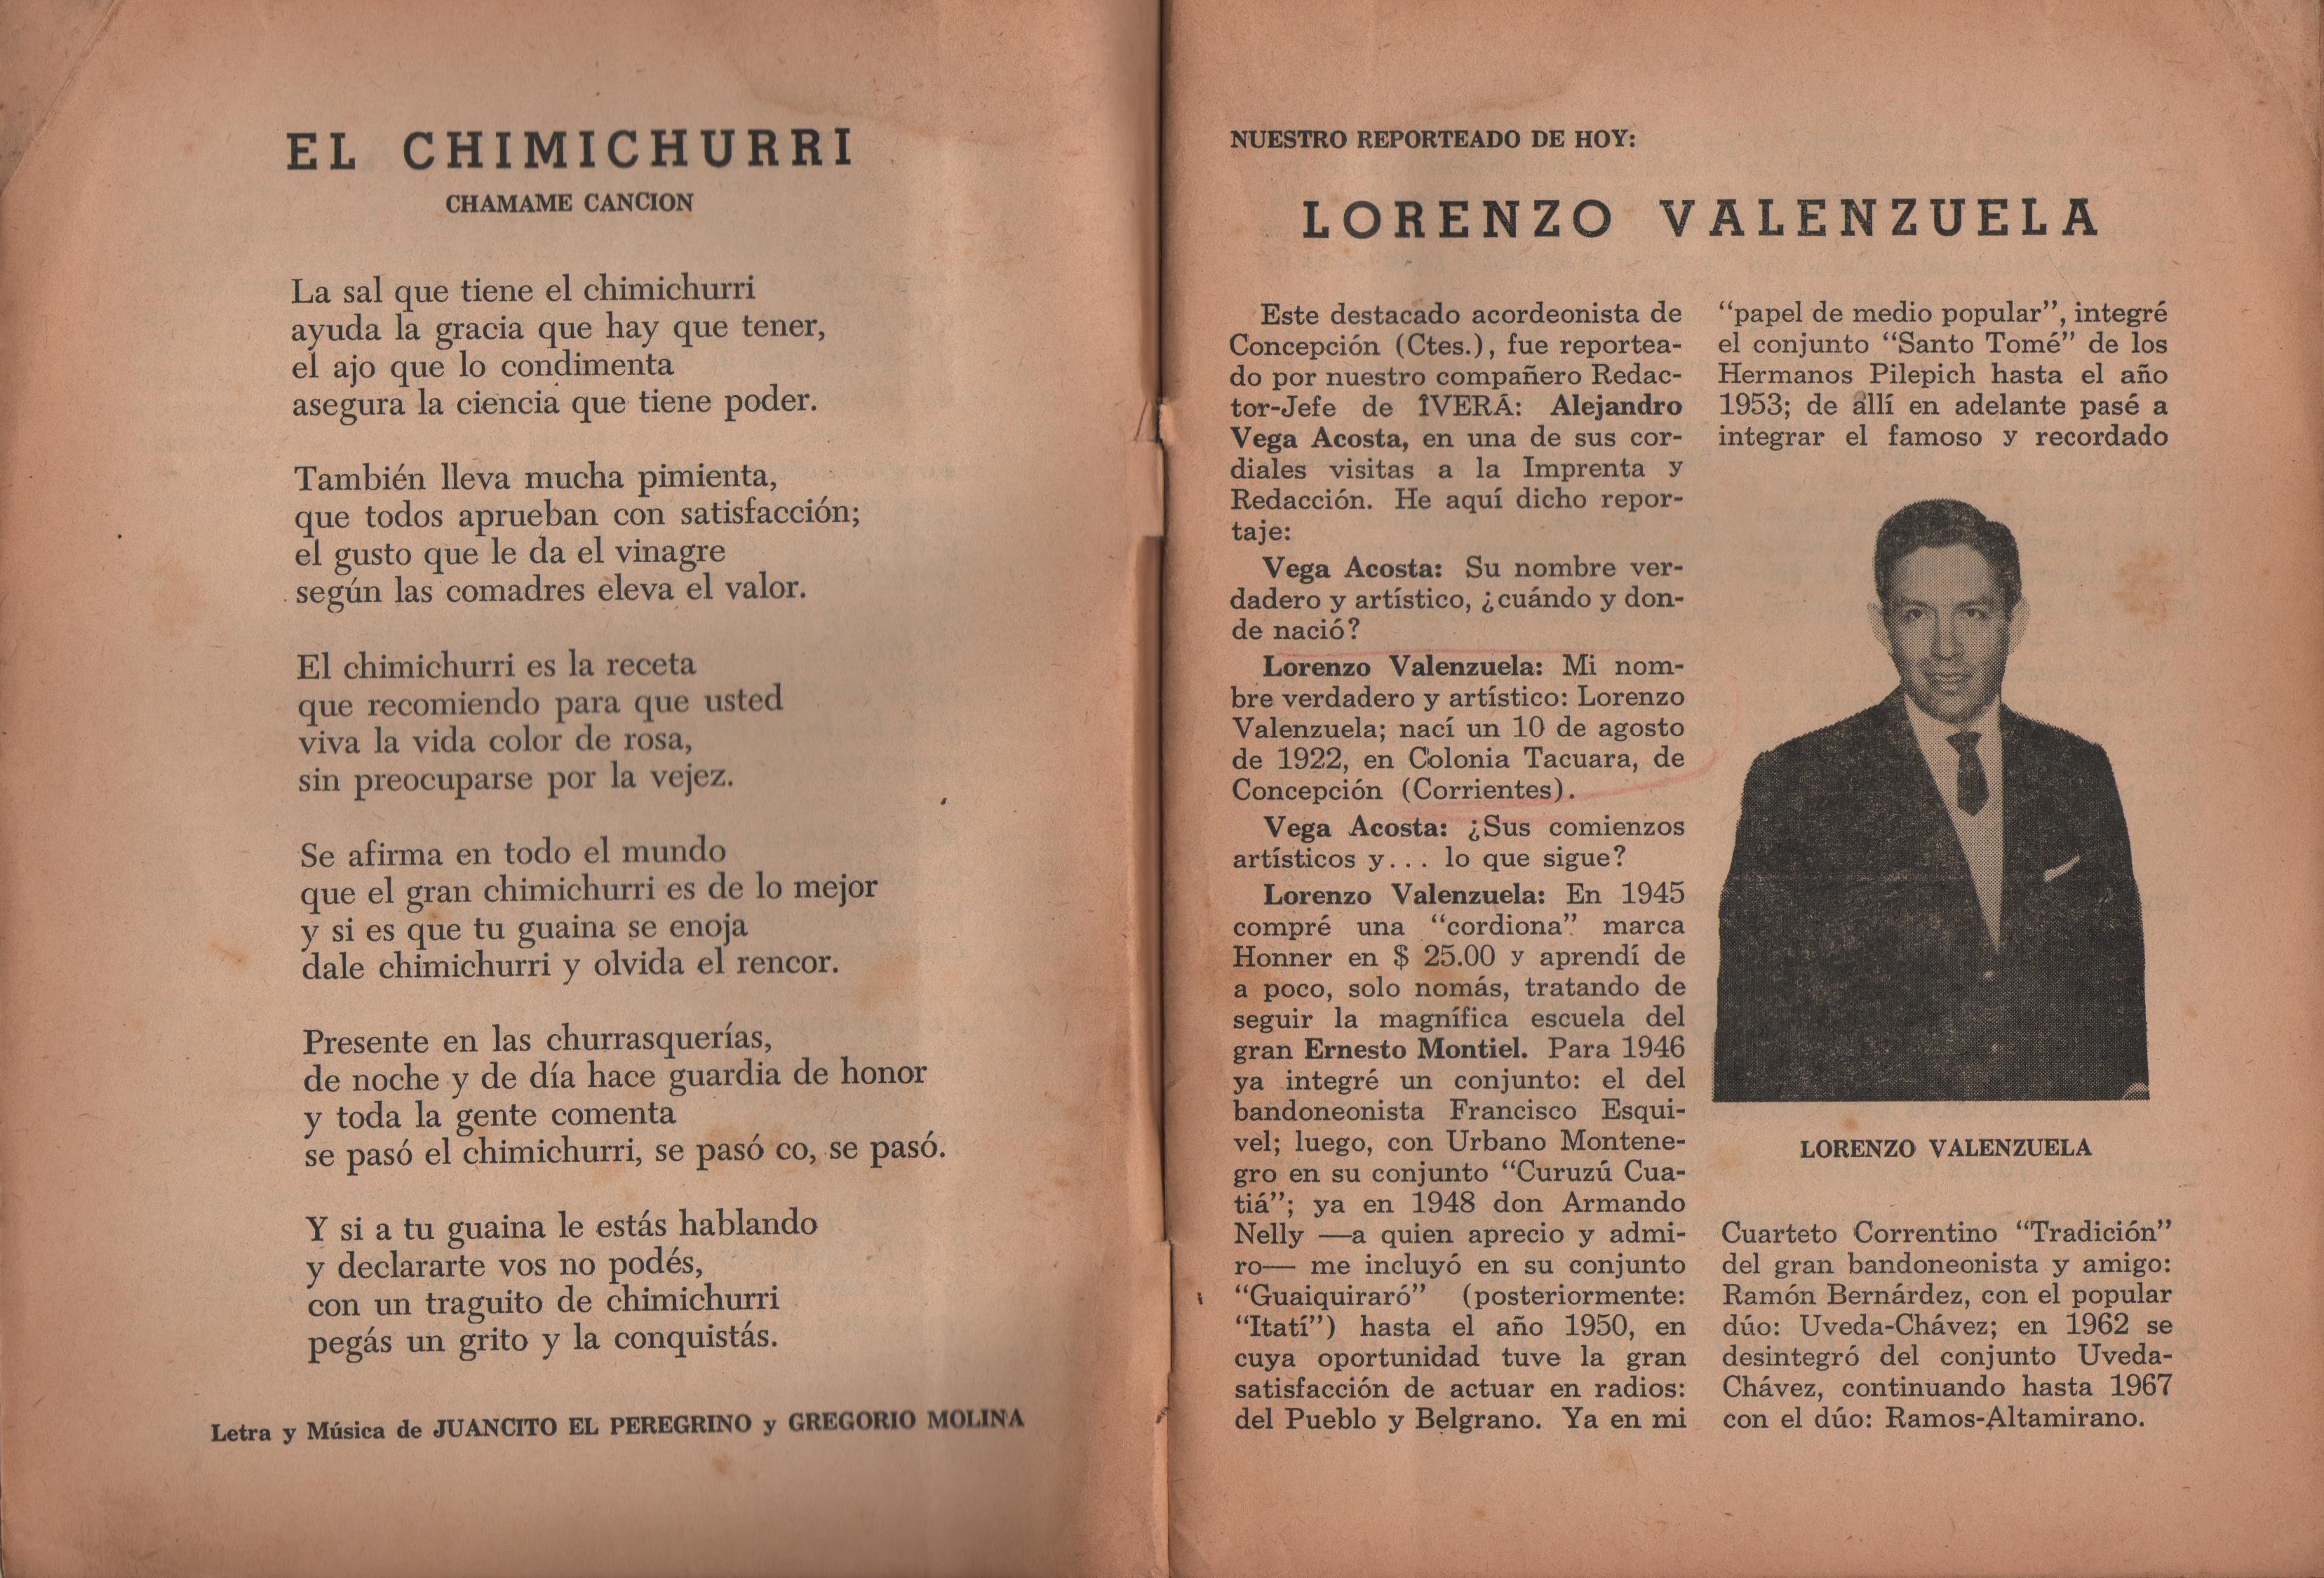 EL CHIMICHURRI
CHAMAME CANCION
La sal que tiene el chimichurri
ayuda la gracia que hay que tener,
el ajo que lo condimenta
asegura la ciencia que tiene poder.
También lleva mucha pimienta,
que todos aprueban con satisfacción;
el gusto que le da el vinagre
según las comadres eleva el valor.
El chimichurri es la receta
que recomiendo para que usted
viva la vida color de rosa,
sin preocuparse por la vejez.
Se afirma en todo el mundo
que el gran chimichurri es de lo mejor
y si es que tu guaina se enoja
dale chimichurri y olvida el rencor.
Presente en las churrasquerías,
de noche y de día hace guardia de honor
y toda la gente comenta
se pasó el chimichurri, se pasó co, se pasó.
Y si a tu guaina le estás hablando
y declararte vos no podés,
con un traguito de chimichurri
pegás un grito y la conquistás.
Letra y Música de JUANCITO EL PEREGRINO y GREGORIO MOLINA
NUESTRO REPORTEADO DE HOY:
LORENZO VALENZUELA
Este destacado acordeonista de
Concepción (Ctes.), fue reportea-
do por nuestro compañero Redac-
tor-Jefe de ÎVERÁ: Alejandro
Vega Acosta, en una de sus cor-
diales visitas a la Imprenta y
Redacción. He aquí dicho repor-
taje:
Vega Acosta: Su nombre ver-
dadero y artístico, ¿cuándo y don-
de nació?
Lorenzo Valenzuela: Mi nom-
bre verdadero y artístico: Lorenzo
Valenzuela; nací un 10 de agosto
de 1922, en Colonia Tacuara, de
Concepción (Corrientes).
Vega Acosta: ¿Sus comienzos
artísticos y... lo que sigue?
Lorenzo Valenzuela: En 1945
compré una "cordiona" marca
Honner en $ 25.00 y aprendí de
a poco, solo nomás, tratando de
seguir la magnífica escuela del
gran Ernesto Montiel. Para 1946
ya integré un conjunto: el del
bandoneonista Francisco Esqui-
vel; luego, con Urbano Montene-
gro en su conjunto "Curuzú Cua-
tiá"; ya en 1948 don Armando
Nelly —a quien aprecio y admi-
ro— me incluyó en su conjunto
"Guaiquiraró" (posteriormente:
"Itatí") hasta el año 1950, en
cuya oportunidad tuve la gran
satisfacción de actuar en radios:
del Pueblo y Belgrano. Ya en mi
"papel de medio popular", integré
el conjunto "Santo Tomé" de los
Hermanos Pilepich hasta el año
1953; de allí en adelante pasé a
integrar el famoso y recordado
LORENZO VALENZUELA
Cuarteto Correntino "Tradición"
del gran bandoneonista y amigo:
Ramón Bernárdez, con el popular
dúo: Uveda-Chávez; en 1962 se
desintegró del conjunto Uveda-
Chávez, continuando hasta 1967
con el dúo: Ramos-Altamirano.